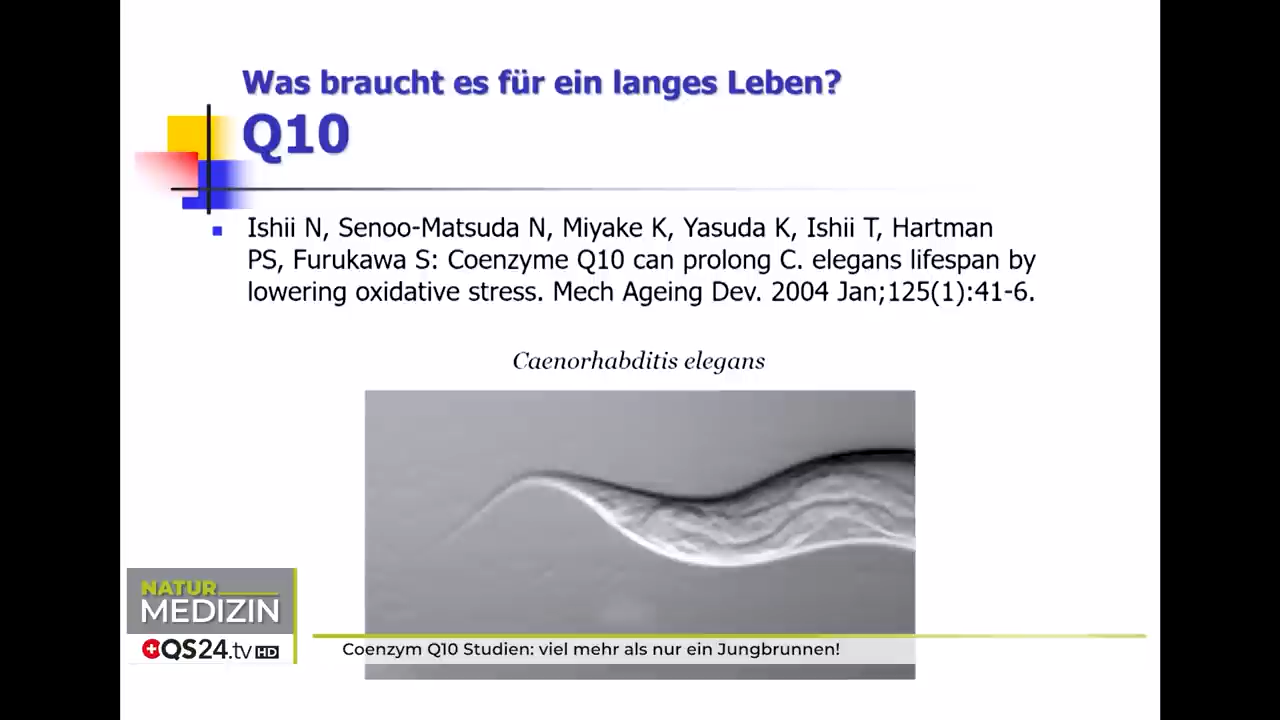 Was braucht es für ein langes Leben?
Q10
Ishii N, Senoo-Matsuda N, Miyake K, Yasuda K, Ishii T, Hartman
PS, Furukawa S: Coenzyme Q10 can prolong C. elegans lifespan by
lowering oxidative stress. Mech Ageing Dev. 2004 Jan;125(1):41-6.
Caenorhabditis elegans
NATUR
MEDIZIN
QS24.tv HD
Coenzym Q10 Studien: viel mehr als nur ein Jungbrunnen!